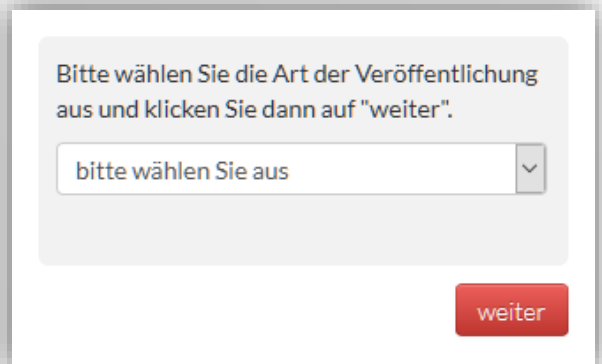 Bitte wählen Sie die Art der Veröffentlichung
aus und klicken Sie dann auf "weiter".
bitte wählen Sie aus
weiter